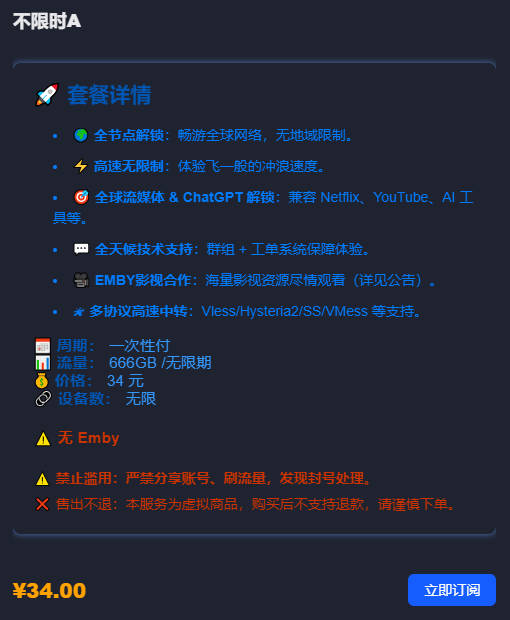 不限时A
🚀 套餐详情
• 🌍 全节点解锁：畅游全球网络，无地域限制。
• ⚡ 高速无限制：体验飞一般的冲浪速度。
• 🎯 全球流媒体 & ChatGPT 解锁：兼容 Netflix、YouTube、AI 工
具等。
• 💬 全天候技术支持：群组 + 工单系统保障体验。
• 🎥 EMBY影视合作：海量影视资源尽情观看（详见公告）。
• 🛰 多协议高速中转：Vless/Hysteria2/SS/VMess 等支持。
📅 周期： 一次性付
📊 流量： 666GB /无限期
💰 价格： 34 元
🔗 设备数： 无限
⚠️ 无 Emby
⚠️ 禁止滥用：严禁分享账号、刷流量，发现封号处理。
❌ 售出不退：本服务为虚拟商品，购买后不支持退款，请谨慎下单。
¥34.00
立即订阅